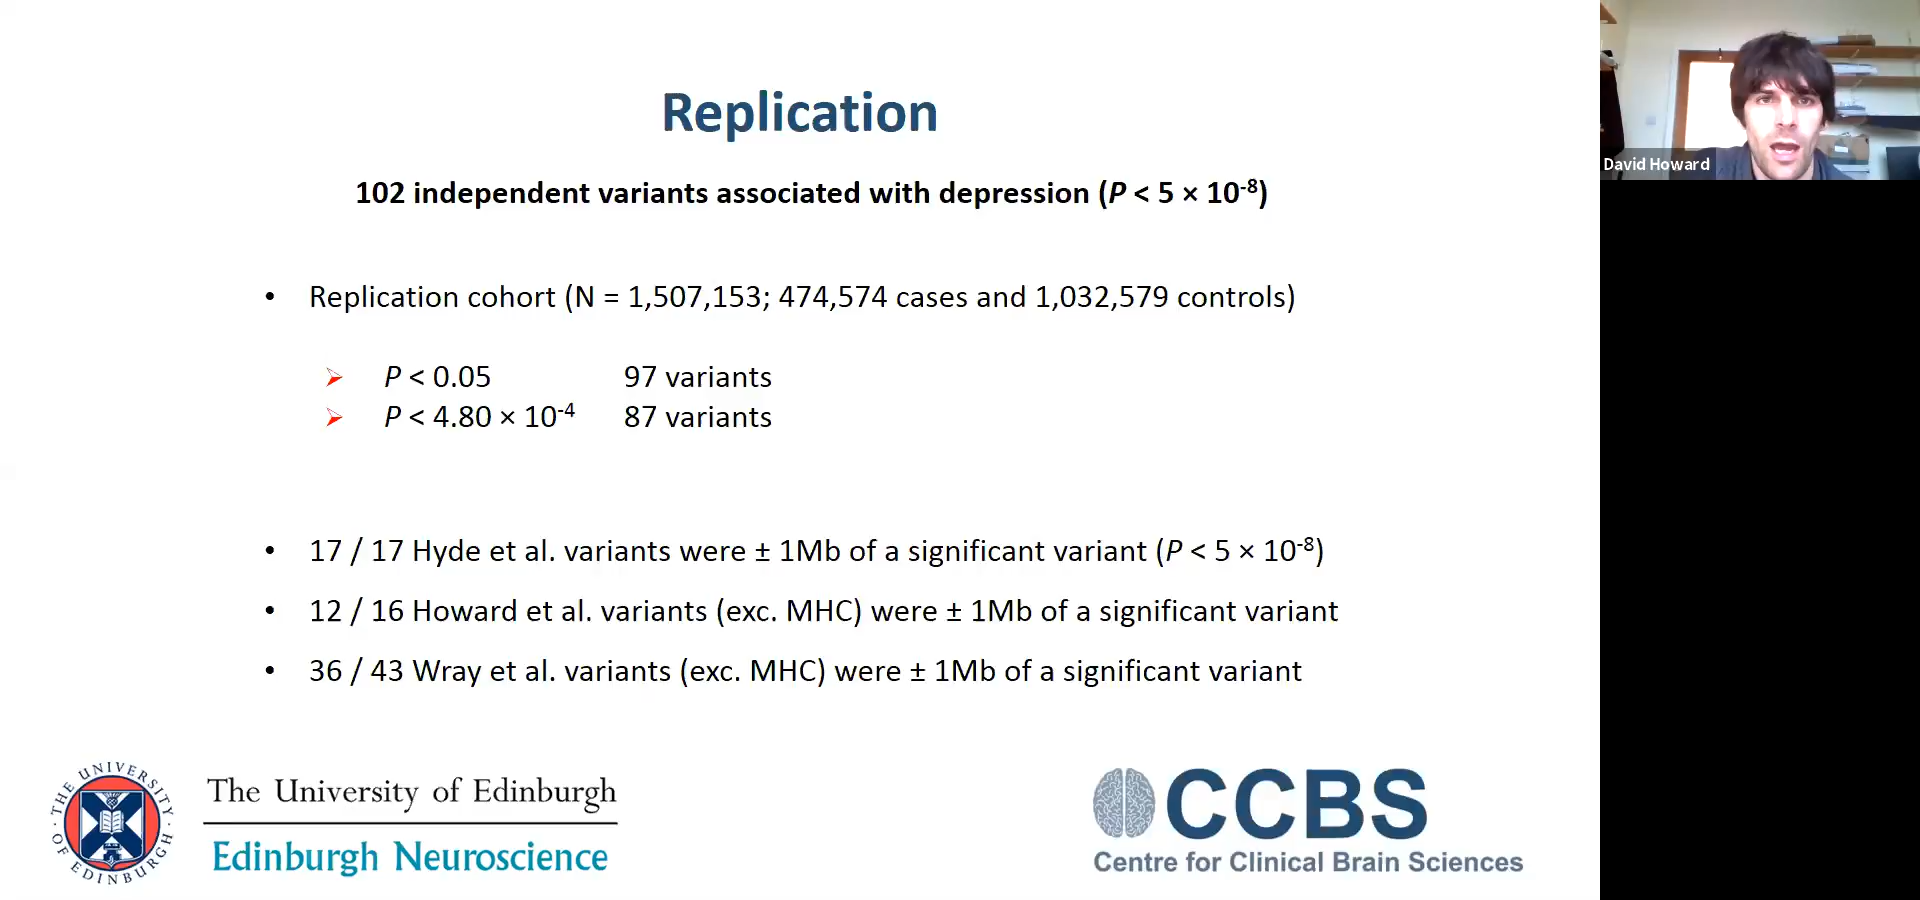 Replication
102 independent variants associated with depression (P < 5 × 10⁻⁸)
• Replication cohort (N = 1,507,153; 474,574 cases and 1,032,579 controls)
➢ P < 0.05 97 variants
➢ P < 4.80 × 10⁻⁴ 87 variants
• 17 / 17 Hyde et al. variants were ± 1Mb of a significant variant (P < 5 × 10⁻⁸)
• 12 / 16 Howard et al. variants (exc. MHC) were ± 1Mb of a significant variant
• 36 / 43 Wray et al. variants (exc. MHC) were ± 1Mb of a significant variant
THE UNIVERSITY OF EDINBURGH
The University of Edinburgh
Edinburgh Neuroscience
CCBS
Centre for Clinical Brain Sciences
David Howard